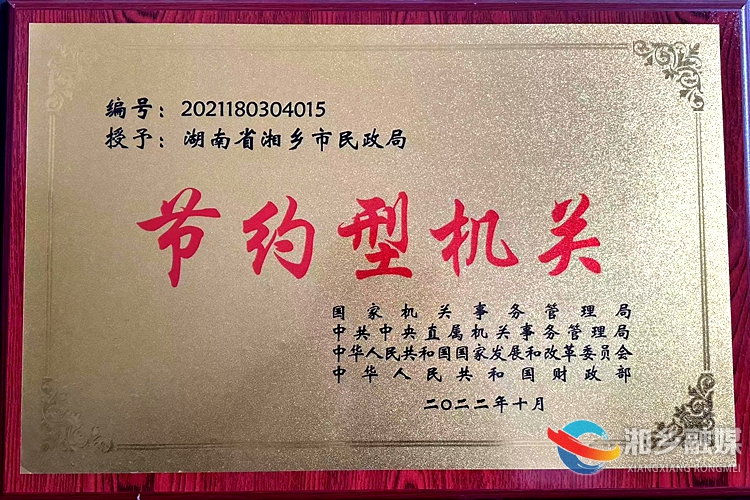 编号：2021180304015
授予：湖南省湘乡市民政局
节约型机关
国家机关事务管理局
中共中央直属机关事务管理局
中华人民共和国国家发展和改革委员会
中华人民共和国财政部
二〇二二年十月
湘乡融媒
XIANGXIANG RONGMEI